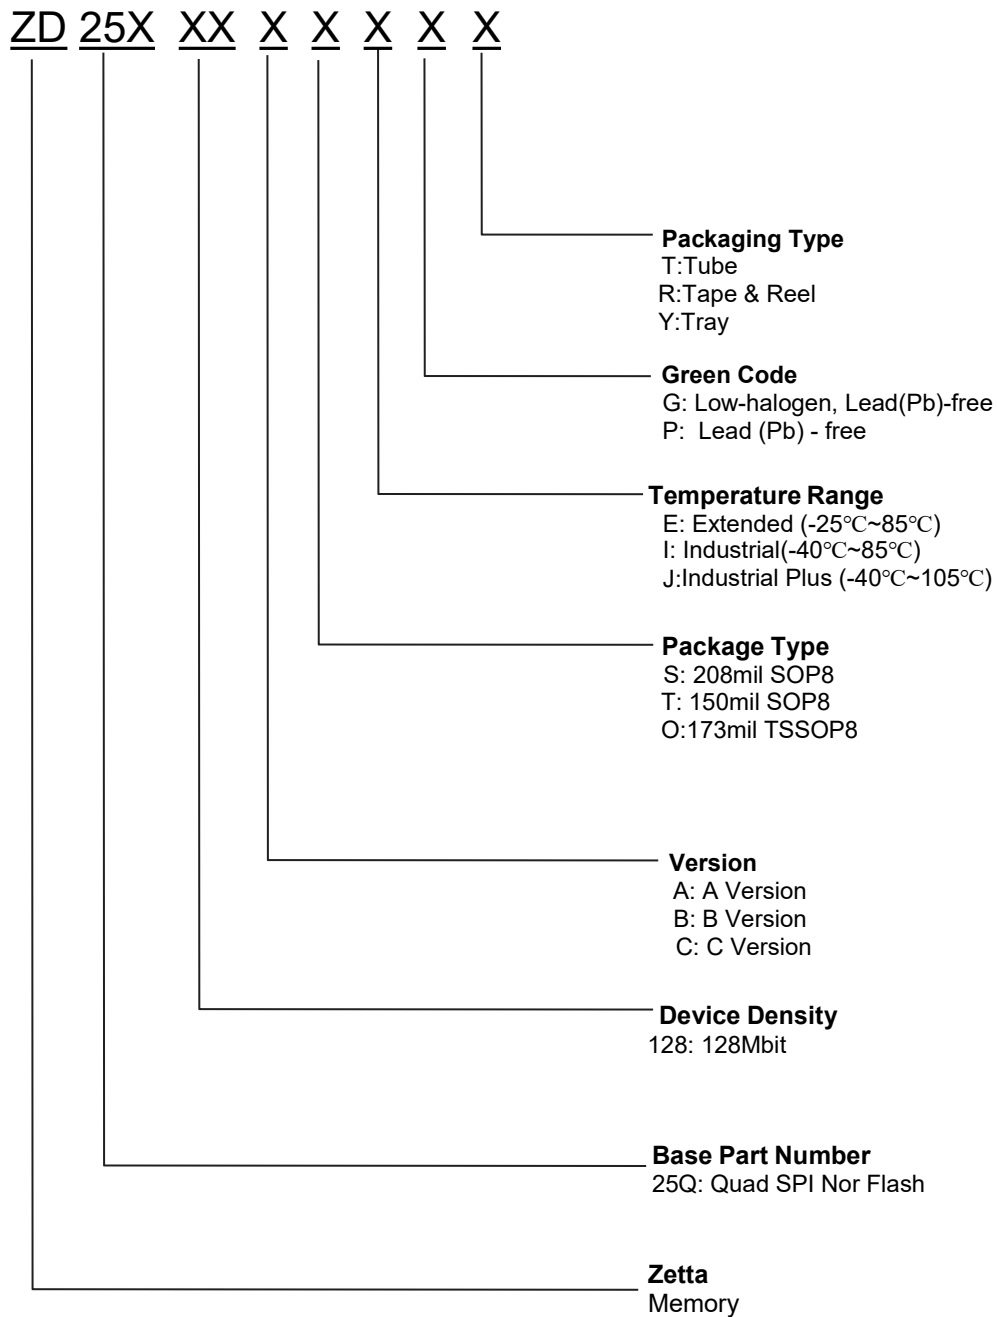 ZD 25X XX X X X X X
Packaging Type
T:Tube
R:Tape & Reel
Y:Tray
Green Code
G: Low-halogen, Lead(Pb)-free
P: Lead (Pb) - free
Temperature Range
E: Extended (-25℃~85℃)
I: Industrial(-40℃~85℃)
J:Industrial Plus (-40℃~105℃)
Package Type
S: 208mil SOP8
T: 150mil SOP8
O:173mil TSSOP8
Version
A: A Version
B: B Version
C: C Version
Device Density
128: 128Mbit
Base Part Number
25Q: Quad SPI Nor Flash
Zetta
Memory